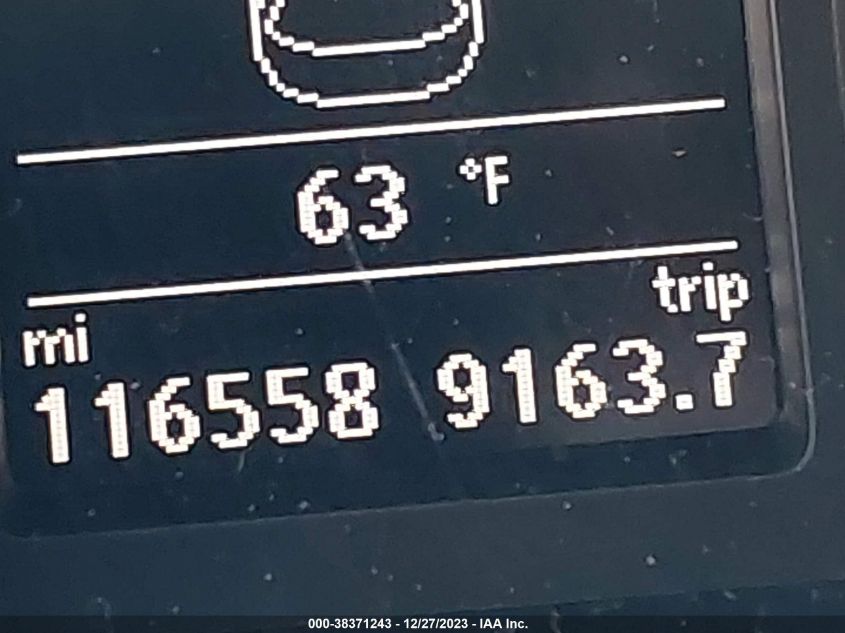 63 °F
mi trip
116558 9163.7
000-38371243 - 12/27/2023 - IAA Inc.